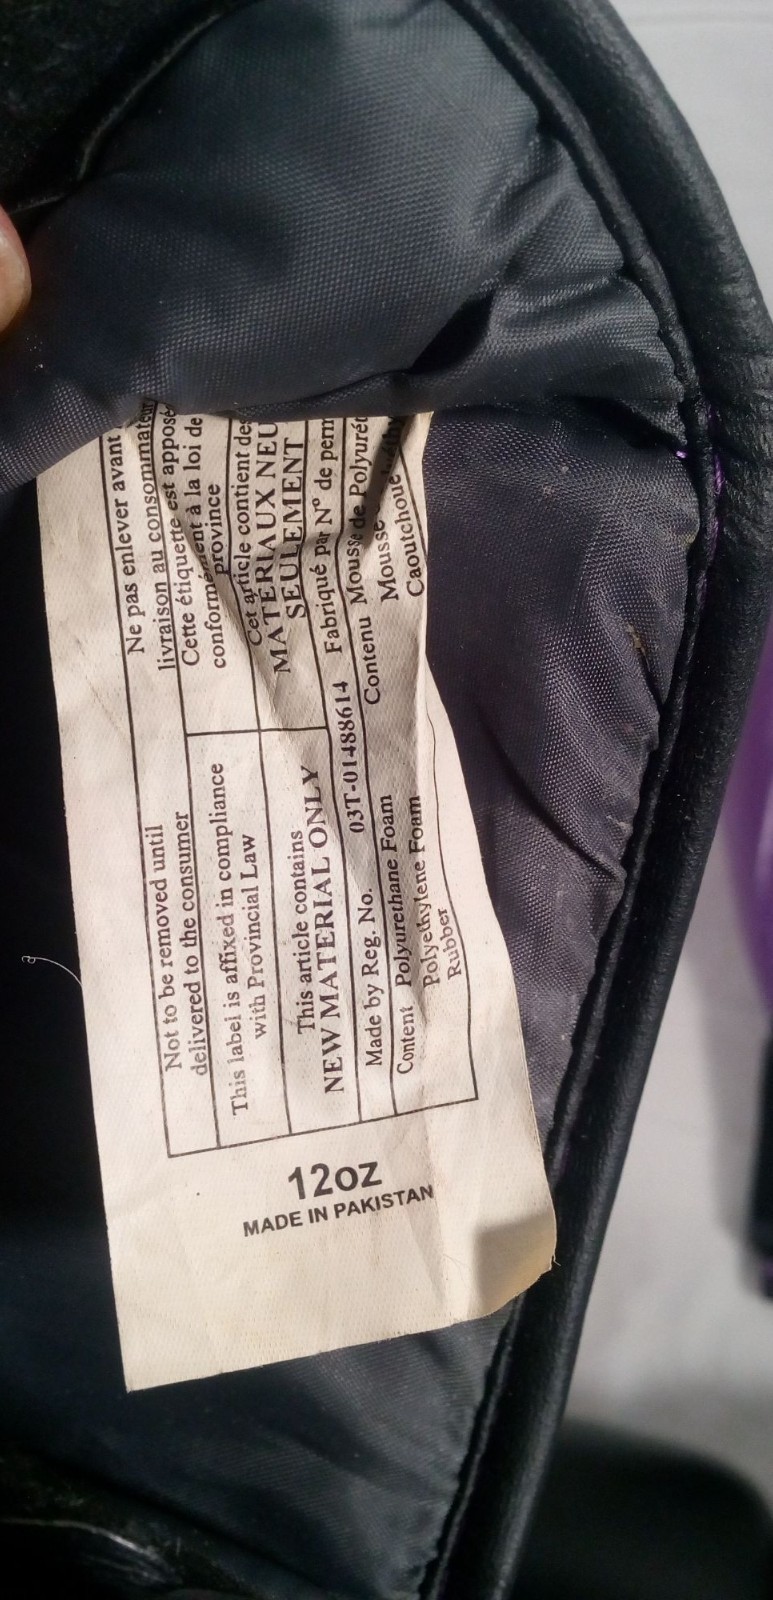 Not to be removed until
delivered to the consumer
This label is affixed in compliance
with Provincial Law
This article contains
NEW MATERIAL ONLY
Made by Reg. No. 03T-01488614
Content Polyurethane Foam
Polyethylene Foam
Rubber
Ne pas enlever avant
livraison au consommateur
Cette étiquette est apposée
conformément à la loi de
province
Cet article contient des
MATÉRIAUX NEU
SEULEMENT
Fabriqué par Nº de perm
Contenu Mousse de Polyurét
Mousse
Caoutchouc
12oz
MADE IN PAKISTAN